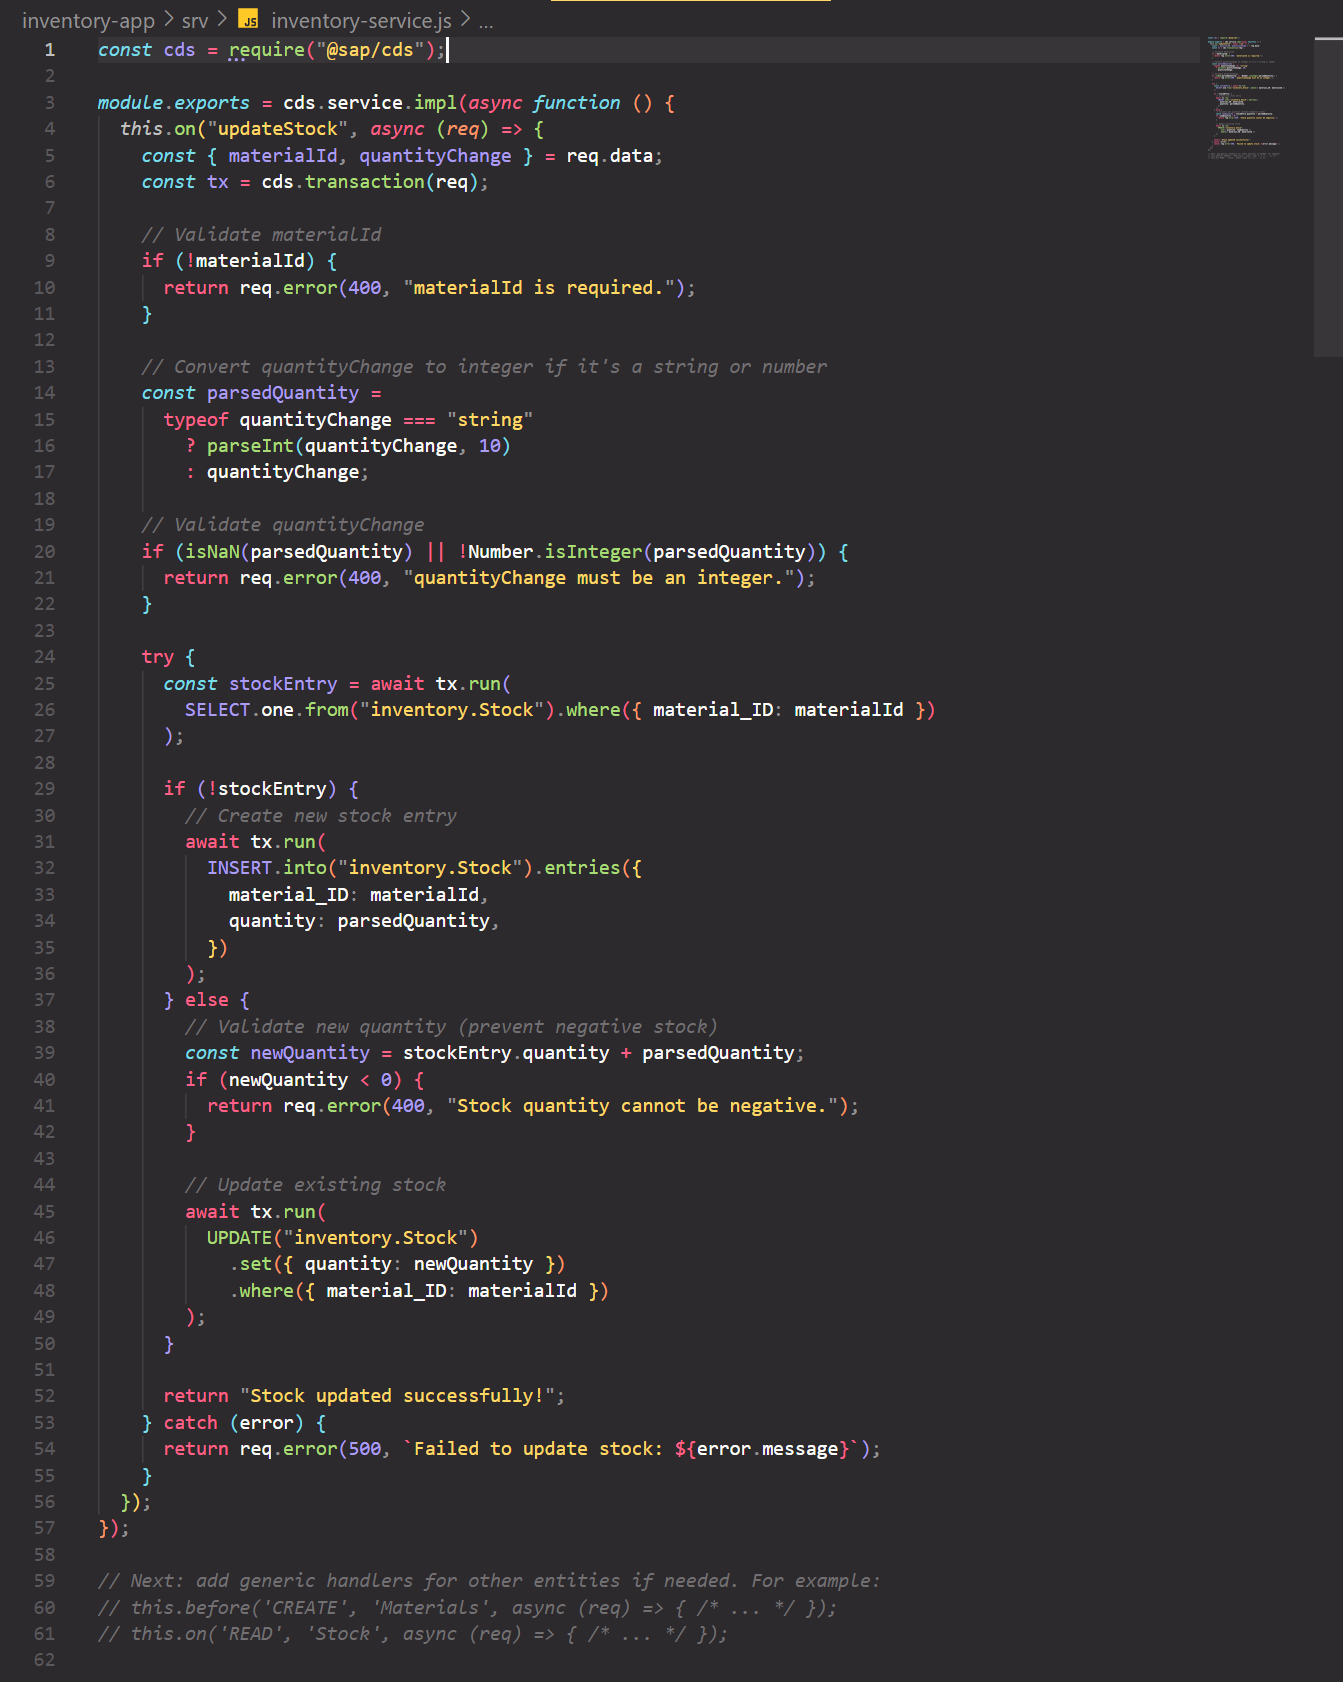 inventory-app > srv > JS inventory-service.js > ...
1 const cds = require("@sap/cds");
2
3 module.exports = cds.service.impl(async function () {
4   this.on("updateStock", async (req) => {
5     const { materialId, quantityChange } = req.data;
6     const tx = cds.transaction(req);
7
8     // Validate materialId
9     if (!materialId) {
10       return req.error(400, "materialId is required.");
11     }
12
13     // Convert quantityChange to integer if it's a string or number
14     const parsedQuantity =
15       typeof quantityChange === "string"
16         ? parseInt(quantityChange, 10)
17         : quantityChange;
18
19     // Validate quantityChange
20     if (isNaN(parsedQuantity) || !Number.isInteger(parsedQuantity)) {
21       return req.error(400, "quantityChange must be an integer.");
22     }
23
24     try {
25       const stockEntry = await tx.run(
26         SELECT.one.from("inventory.Stock").where({ material_ID: materialId })
27       );
28
29       if (!stockEntry) {
30         // Create new stock entry
31         await tx.run(
32           INSERT.into("inventory.Stock").entries({
33             material_ID: materialId,
34             quantity: parsedQuantity,
35           })
36         );
37       } else {
38         // Validate new quantity (prevent negative stock)
39         const newQuantity = stockEntry.quantity + parsedQuantity;
40         if (newQuantity < 0) {
41           return req.error(400, "Stock quantity cannot be negative.");
42         }
43
44         // Update existing stock
45         await tx.run(
46           UPDATE("inventory.Stock")
47             .set({ quantity: newQuantity })
48             .where({ material_ID: materialId })
49         );
50       }
51
52       return "Stock updated successfully!";
53     } catch (error) {
54       return req.error(500, `Failed to update stock: ${error.message}`);
55     }
56   });
57 });
58
59 // Next: add generic handlers for other entities if needed. For example:
60 // this.before('CREATE', 'Materials', async (req) => { /* ... */ });
61 // this.on('READ', 'Stock', async (req) => { /* ... */ });
62